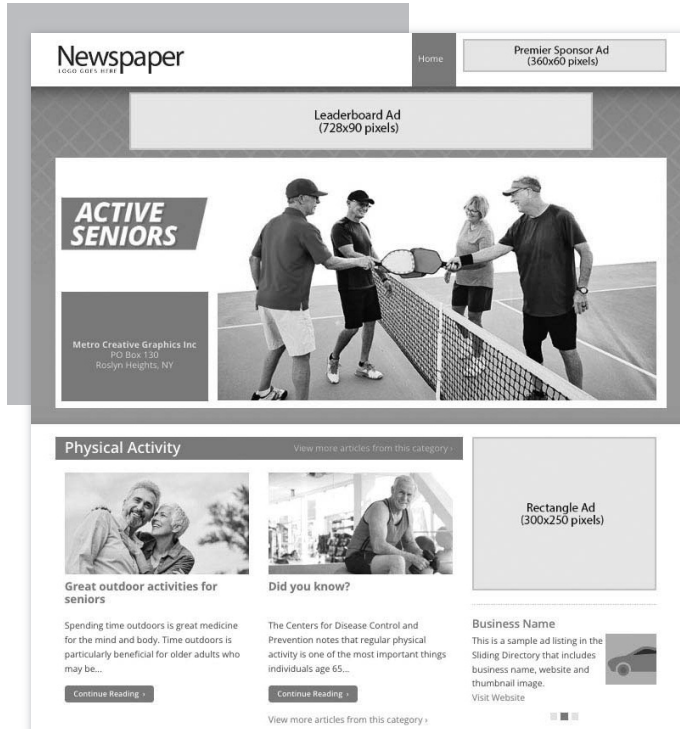 Newspaper
LOGO GOES HERE
Home
Premier Sponsor Ad
(360x60 pixels)
Leaderboard Ad
(728x90 pixels)
ACTIVE
SENIORS
Metro Creative Graphics Inc
PO Box 130
Roslyn Heights, NY
Physical Activity
View more articles from this category ›
Great outdoor activities for
seniors
Spending time outdoors is great medicine
for the mind and body. Time outdoors is
particularly beneficial for older adults who
may be...
Continue Reading ›
Did you know?
The Centers for Disease Control and
Prevention notes that regular physical
activity is one of the most important things
individuals age 65...
Continue Reading ›
View more articles from this category ›
Rectangle Ad
(300x250 pixels)
Business Name
This is a sample ad listing in the
Sliding Directory that includes
business name, website and
thumbnail image.
Visit Website